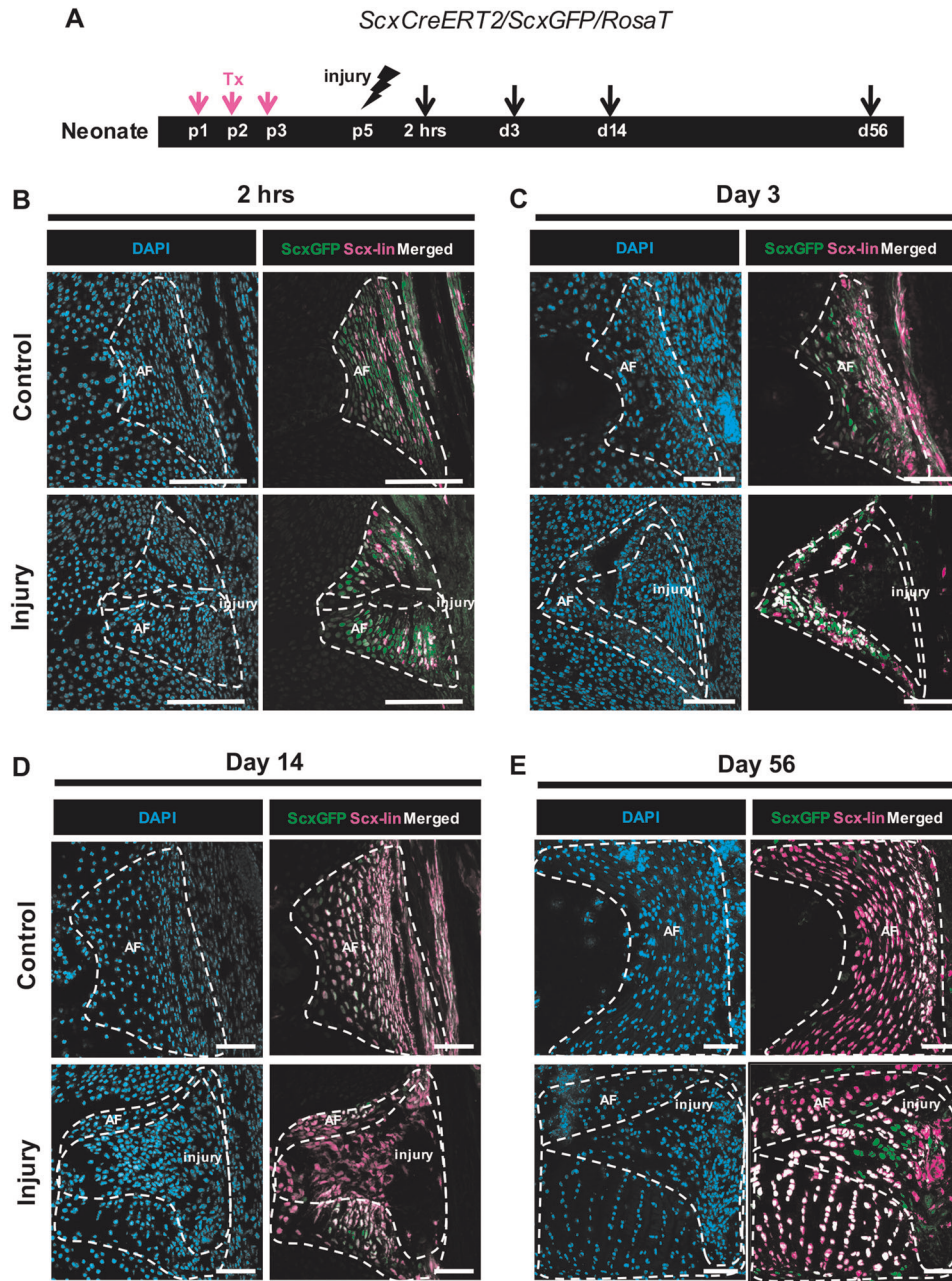 A
ScxCreERT2/ScxGFP/RosaT
Tx
injury
Neonate
p1 p2 p3 p5 2 hrs d3 d14 d56
B
2 hrs
DAPI
ScxGFP Scx-lin Merged
Control
AF
AF
Injury
AF
injury
AF
injury
C
Day 3
DAPI
ScxGFP Scx-lin Merged
AF
AF
AF
injury
AF
injury
D
Day 14
DAPI
ScxGFP Scx-lin Merged
Control
AF
AF
Injury
AF
injury
AF
injury
E
Day 56
DAPI
ScxGFP Scx-lin Merged
AF
AF
AF
injury
AF
injury